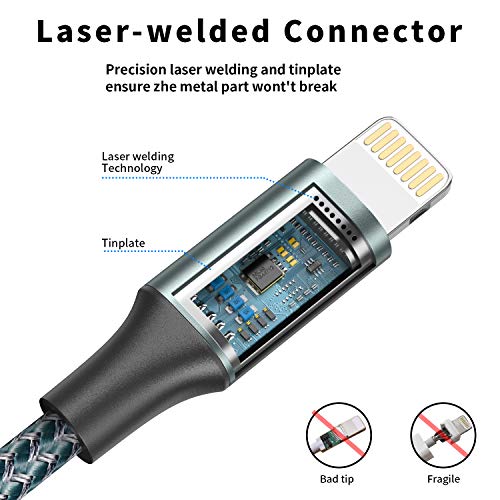 Laser-welded Connector
Precision laser welding and tinplate
ensure zhe metal part wont't break
Laser welding
Technology
Tinplate
Bad tip
Fragile